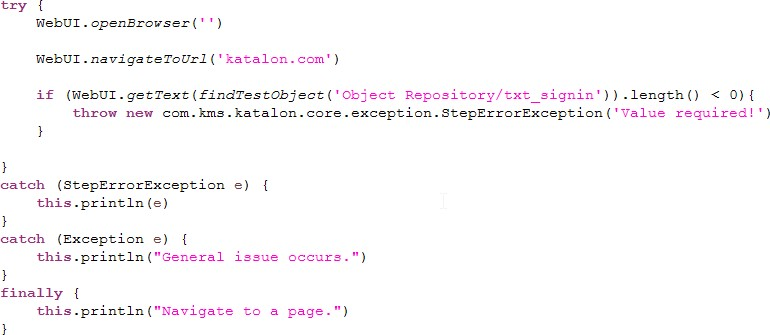 try {
    WebUI.openBrowser('')
    WebUI.navigateToUrl('katalon.com')
    if (WebUI.getText(findTestObject('Object Repository/txt_signin')).length() < 0){
        throw new com.kms.katalon.core.exception.StepErrorException('Value required!')
    }
}
catch (StepErrorException e) {
    this.println(e)
}
catch (Exception e) {
    this.println("General issue occurs.")
}
finally {
    this.println("Navigate to a page.")
}